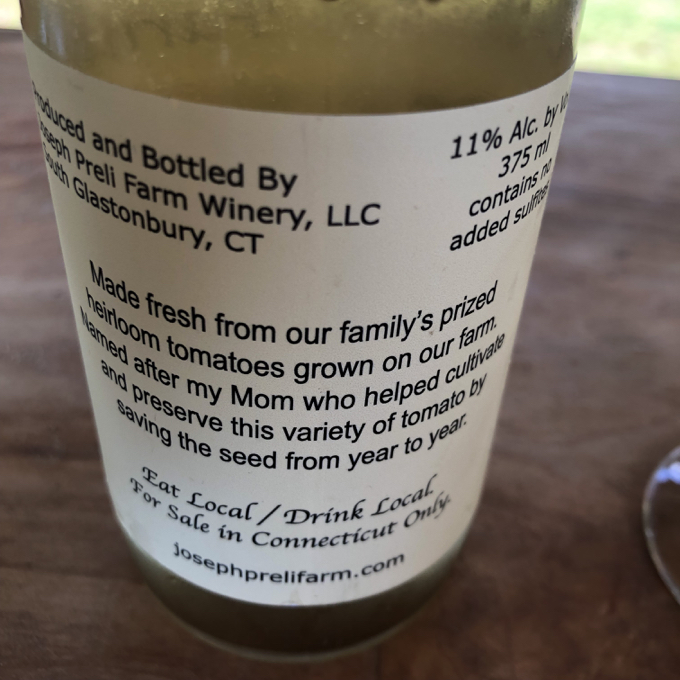 Produced and Bottled By
Joseph Preli Farm Winery, LLC
South Glastonbury, CT
11% Alc. by
375 ml
contains no
added sulfites
Made fresh from our family's prized
heirloom tomatoes grown on our farm.
Named after my Mom who helped cultivate
and preserve this variety of tomato by
saving the seed from year to year.
Eat Local / Drink Local.
For Sale in Connecticut Only.
josephprelifarm.com